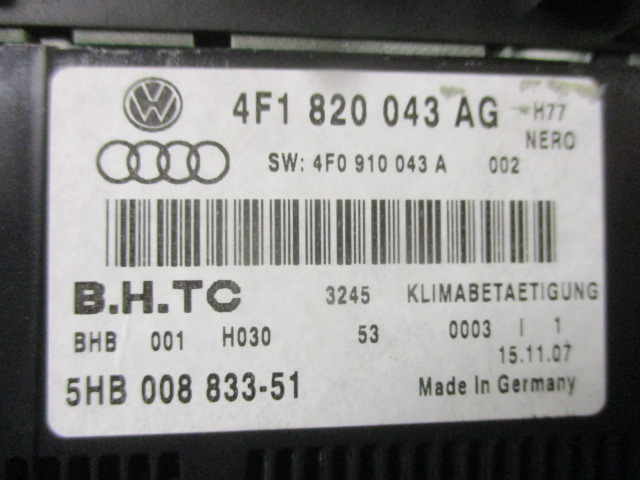 4F1 820 043 AG H77
NERO
SW: 4F0 910 043 A 002
B.H.TC 3245 KLIMABETAETIGUNG
BHB 001 H030 53 0003 | 1
15.11.07
5HB 008 833-51 Made In Germany